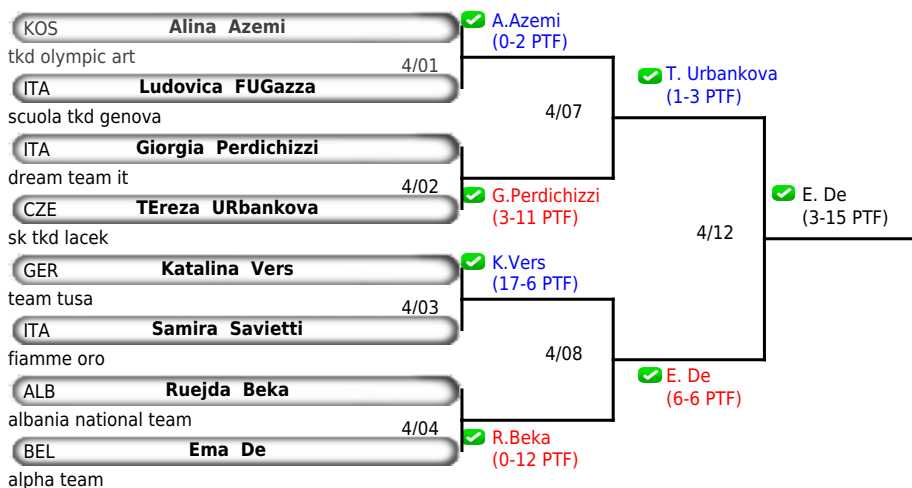 KOS Alina Azemi
tkd olympic art
4/01
ITA Ludovica FUGazza
scuola tkd genova
ITA Giorgia Perdichizzi
dream team it
4/02
CZE TEreza URbankova
sk tkd lacek
GER Katalina Vers
team tusa
4/03
ITA Samira Savietti
fiamme oro
ALB Ruejda Beka
albania national team
4/04
BEL Ema De
alpha team
A.Azemi
(0-2 PTF)
4/07
G.Perdichizzi
(3-11 PTF)
K.Vers
(17-6 PTF)
4/08
R.Beka
(0-12 PTF)
T. Urbankova
(1-3 PTF)
4/12
E. De
(6-6 PTF)
E. De
(3-15 PTF)